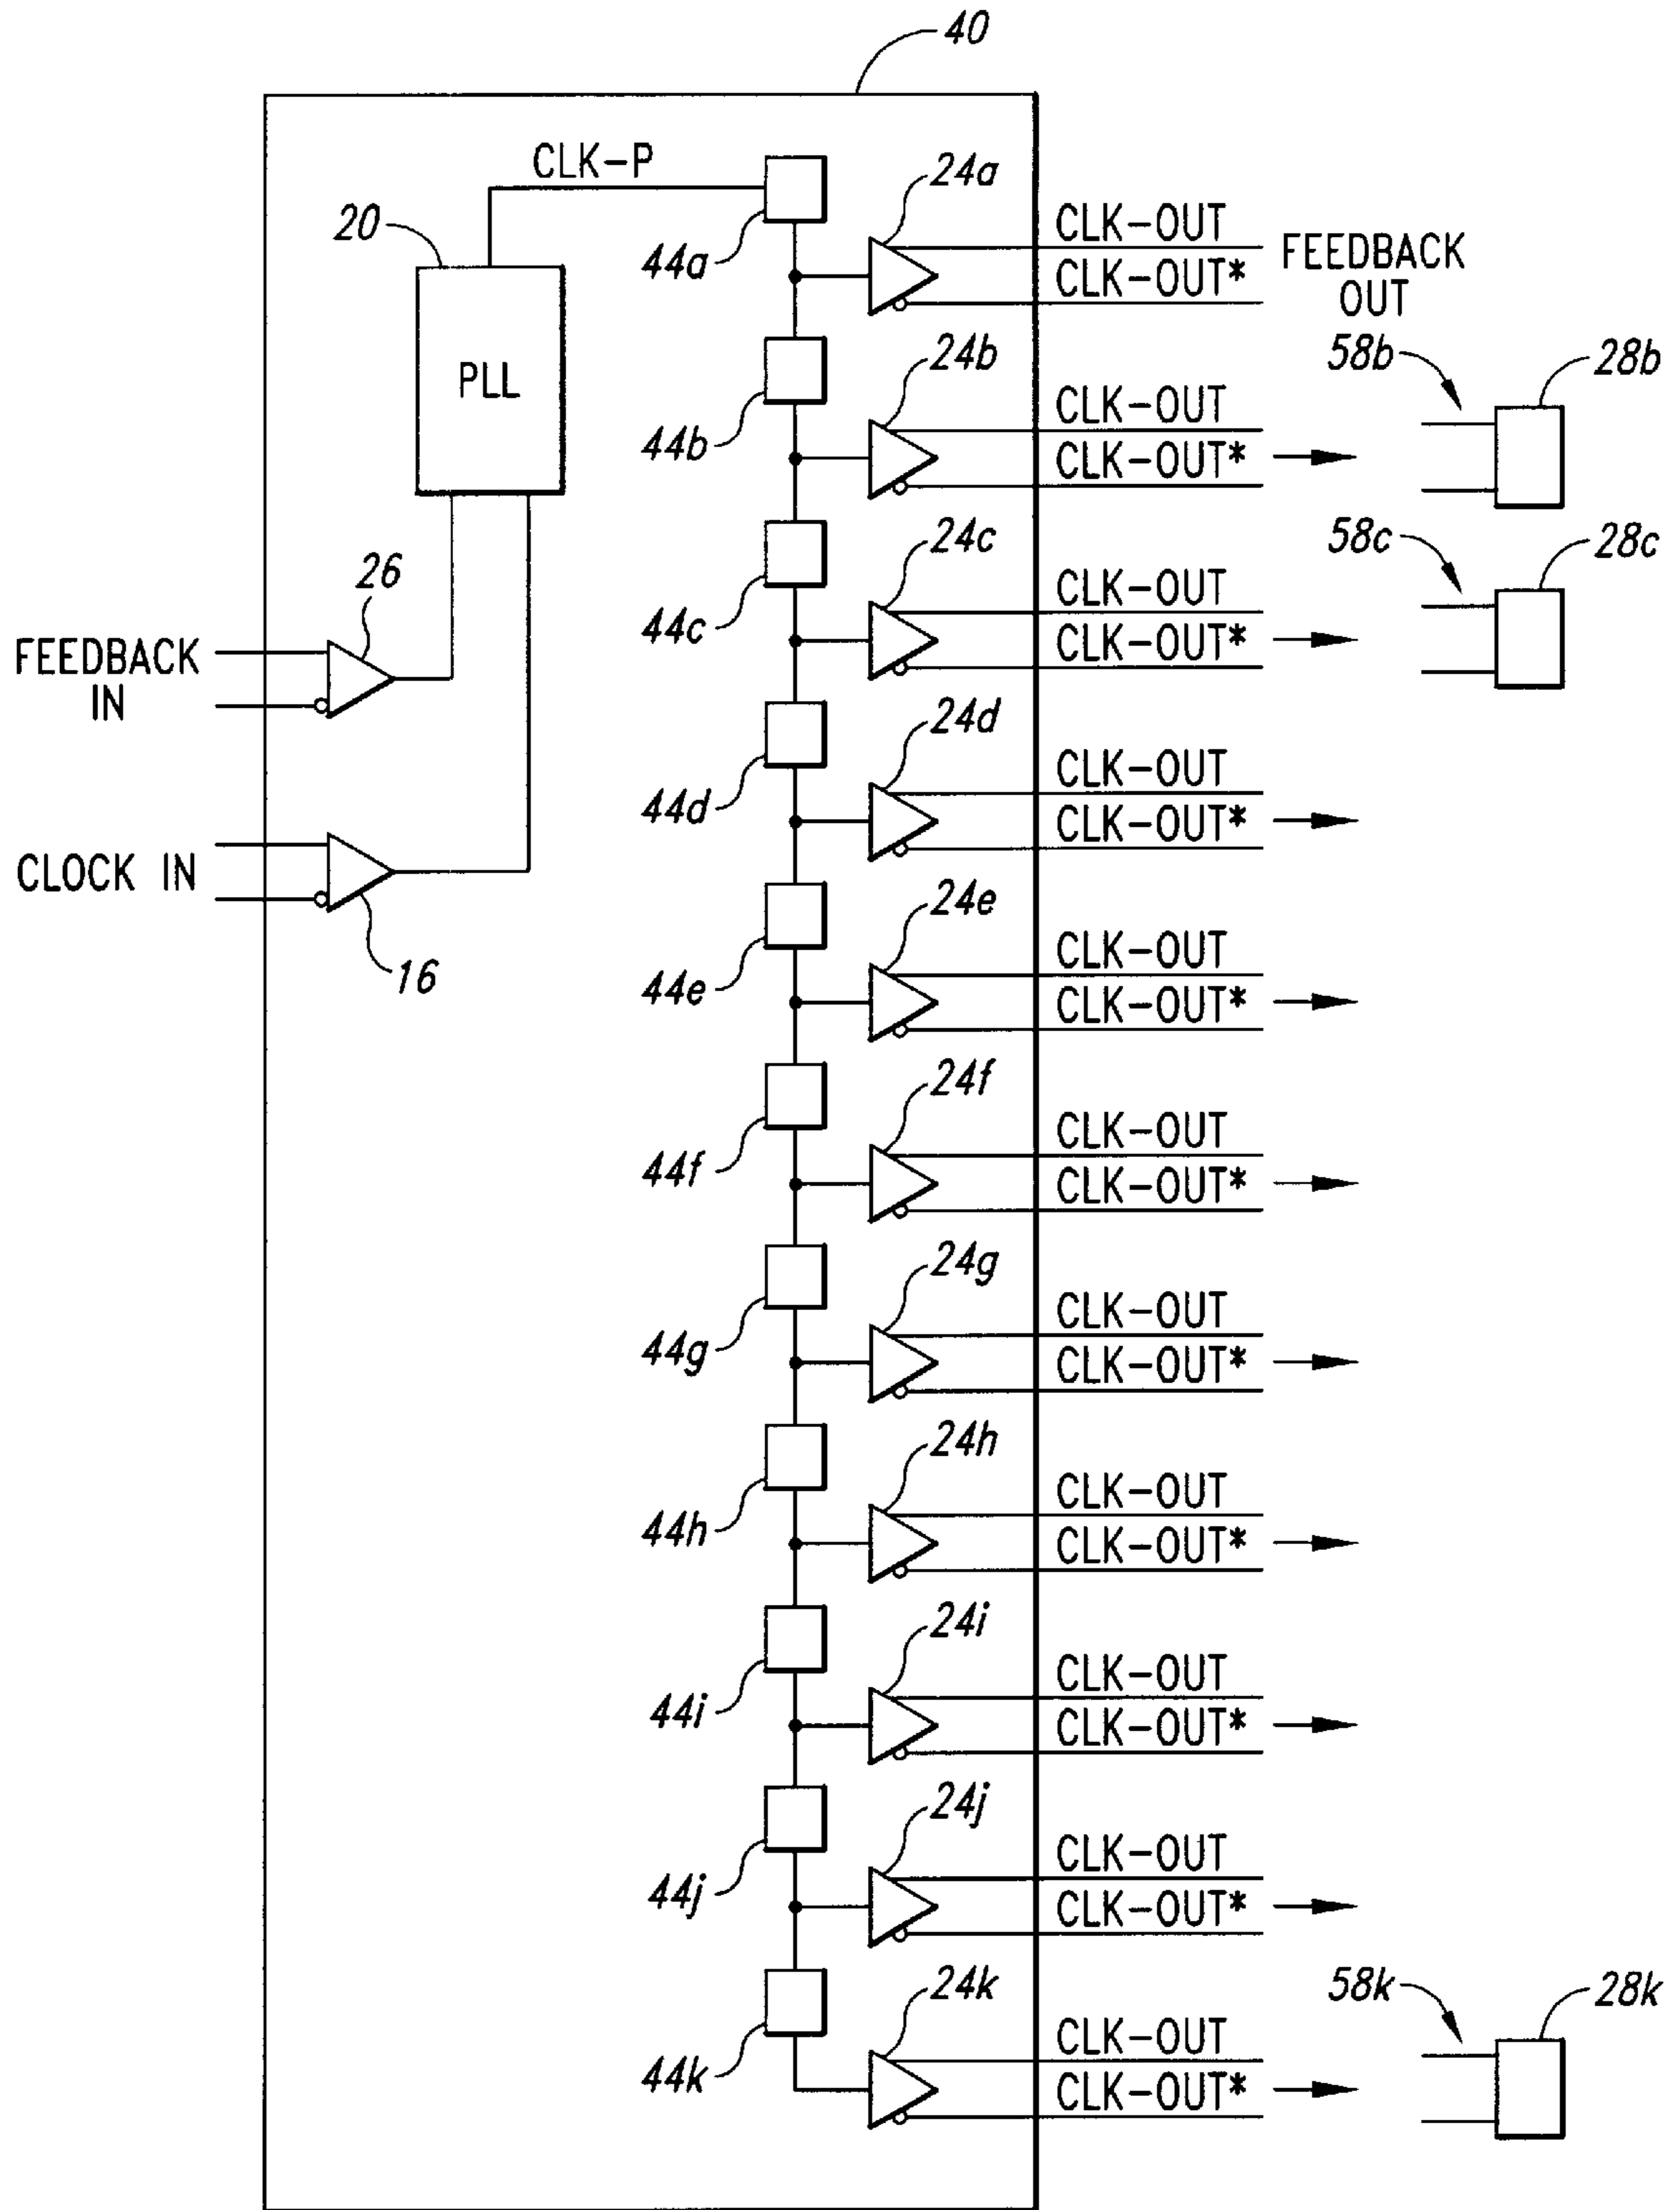 40
CLK-P
24a
20
CLK-OUT
44a
CLK-OUT*
FEEDBACK
OUT
PLL
24b
58b
28b
CLK-OUT
44b
CLK-OUT*
24c
58c
28c
26
CLK-OUT
44c
CLK-OUT*
FEEDBACK
IN
24d
CLK-OUT
44d
CLK-OUT*
CLOCK IN
16
24e
CLK-OUT
44e
CLK-OUT*
24f
CLK-OUT
44f
CLK-OUT*
24g
CLK-OUT
44g
CLK-OUT*
24h
CLK-OUT
44h
CLK-OUT*
24i
CLK-OUT
44i
CLK-OUT*
24j
CLK-OUT
44j
CLK-OUT*
24k
58k
28k
CLK-OUT
44k
CLK-OUT*